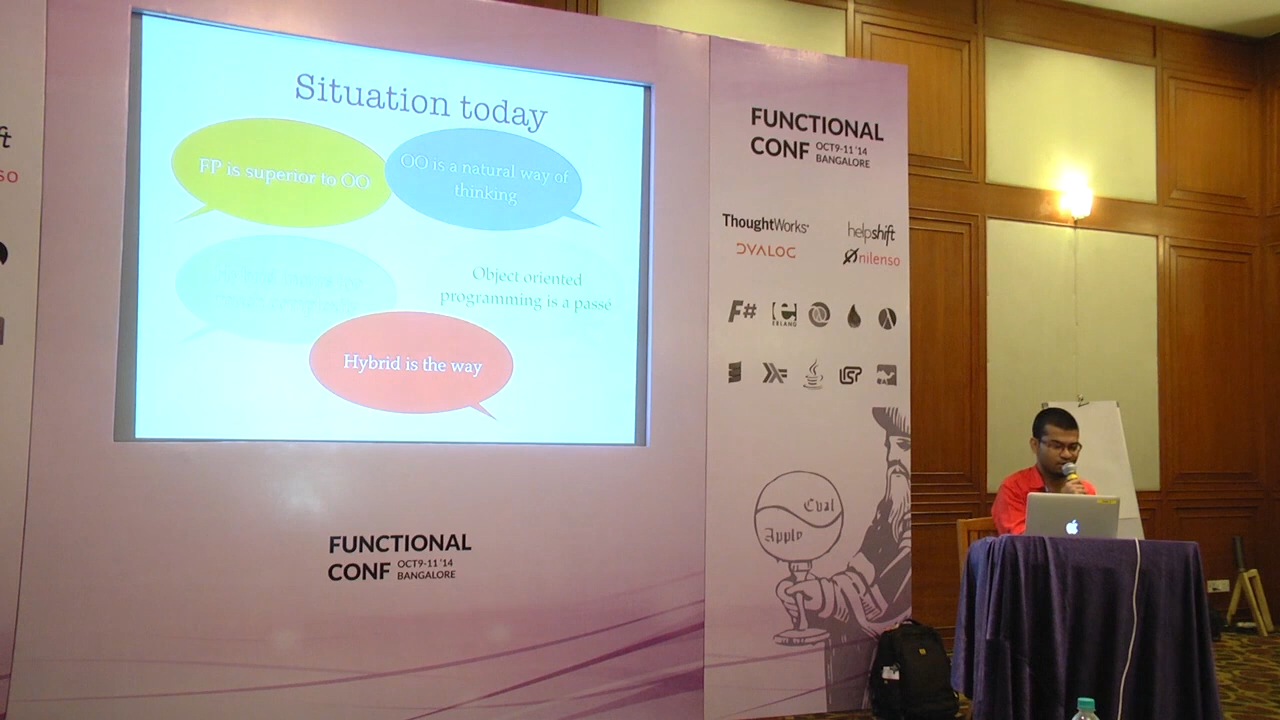 Situation today
FP is superior to OO
OO is a natural way of
thinking
Object oriented
programming is a passé
Hybrid is the way
FUNCTIONAL
CONF OCT9-11 '14
BANGALORE
FUNCTIONAL
CONF OCT9-11 '14
BANGALORE
ThoughtWorks
helpshift
DVALOC
nilenso
F#
ERLANG
LISP
Eval
Apply